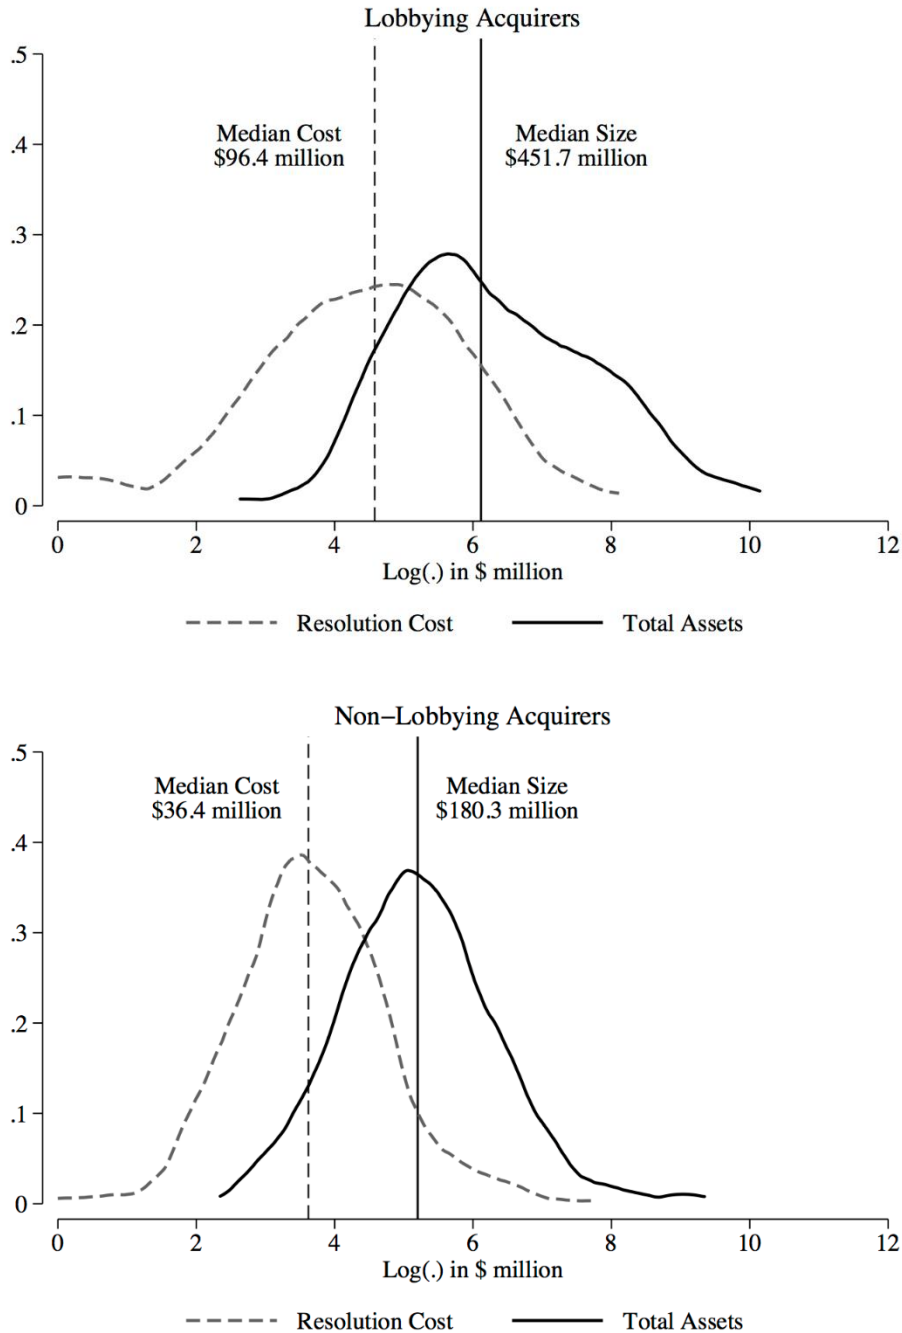 Lobbying Acquirers
.5
.4
.3
.2
.1
0
Median Cost
$96.4 million
Median Size
$451.7 million
0 2 4 6 8 10 12
Log(.) in $ million
Resolution Cost Total Assets
Non−Lobbying Acquirers
.5
.4
.3
.2
.1
0
Median Cost
$36.4 million
Median Size
$180.3 million
0 2 4 6 8 10 12
Log(.) in $ million
Resolution Cost Total Assets